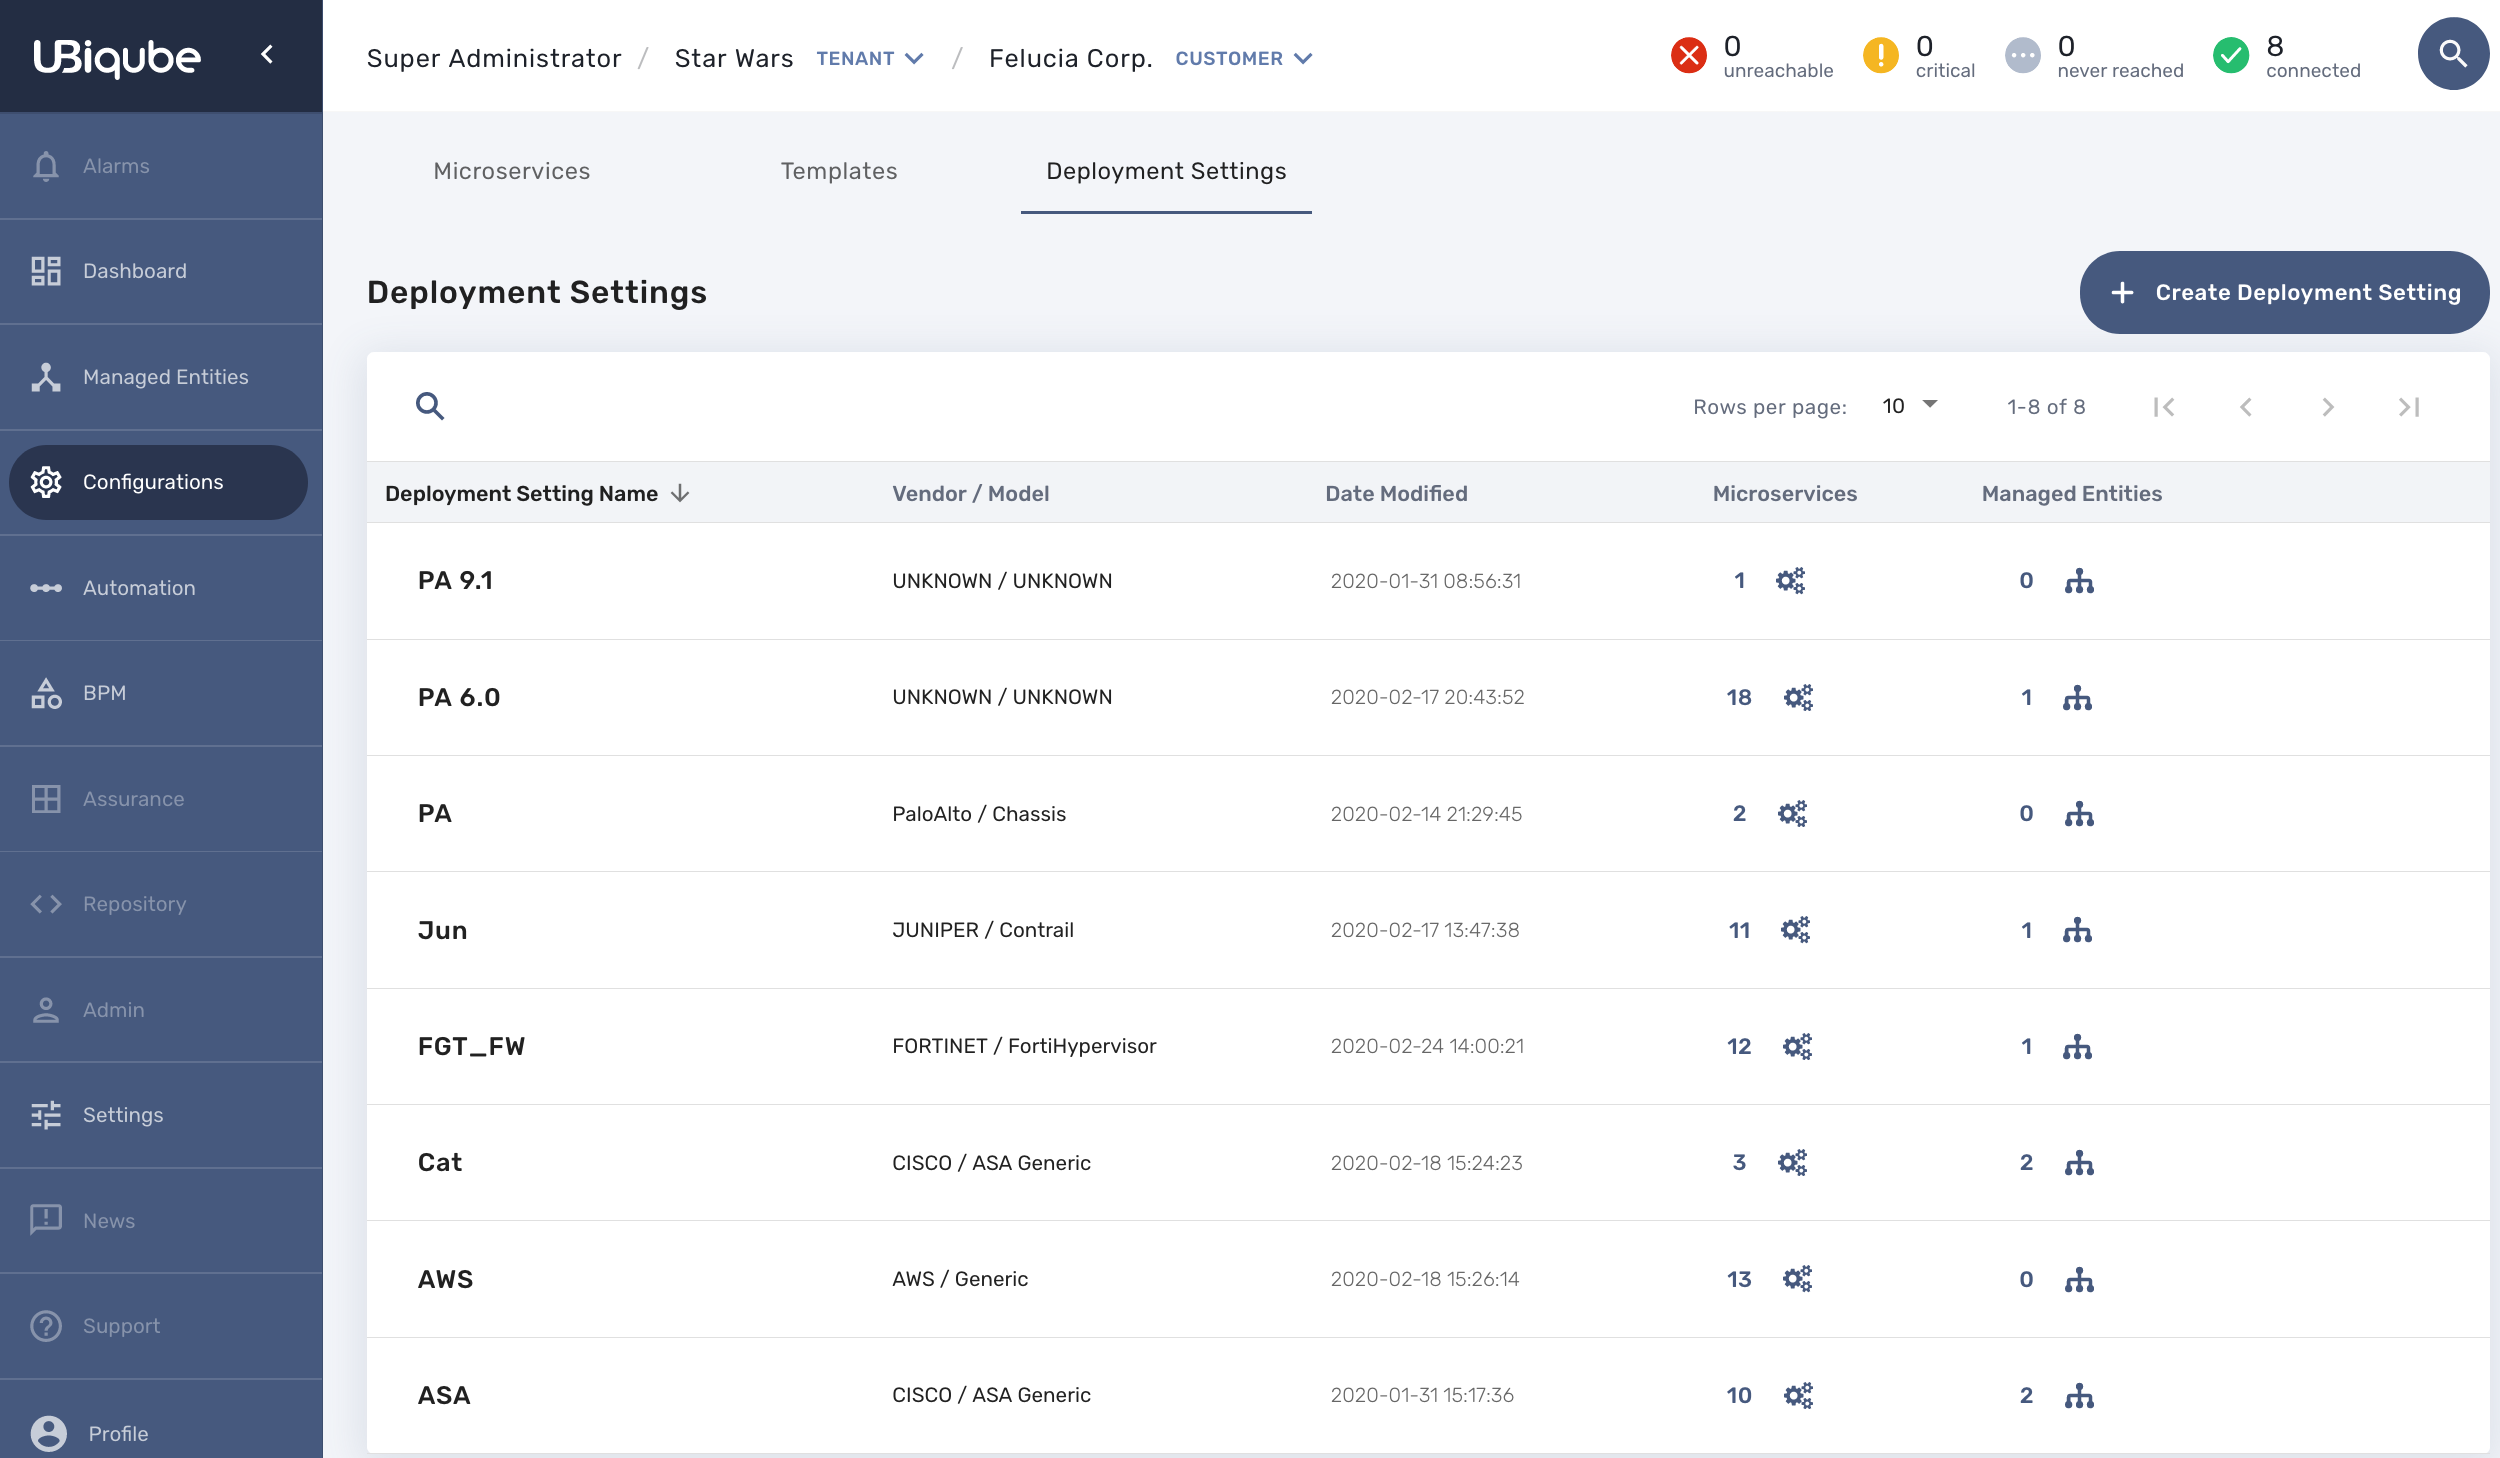 UBiqube
Super Administrator / Star Wars TENANT / Felucia Corp. CUSTOMER
0 unreachable
0 critical
0 never reached
8 connected
Alarms
Dashboard
Managed Entities
Configurations
Automation
BPM
Assurance
Repository
Admin
Settings
News
Support
Profile
Microservices Templates Deployment Settings
Deployment Settings
+ Create Deployment Setting
Rows per page: 10 1-8 of 8
Deployment Setting Name Vendor / Model Date Modified Microservices Managed Entities
PA 9.1 UNKNOWN / UNKNOWN 2020-01-31 08:56:31 1 0
PA 6.0 UNKNOWN / UNKNOWN 2020-02-17 20:43:52 18 1
PA PaloAlto / Chassis 2020-02-14 21:29:45 2 0
Jun JUNIPER / Contrail 2020-02-17 13:47:38 11 1
FGT_FW FORTINET / FortiHypervisor 2020-02-24 14:00:21 12 1
Cat CISCO / ASA Generic 2020-02-18 15:24:23 3 2
AWS AWS / Generic 2020-02-18 15:26:14 13 0
ASA CISCO / ASA Generic 2020-01-31 15:17:36 10 2